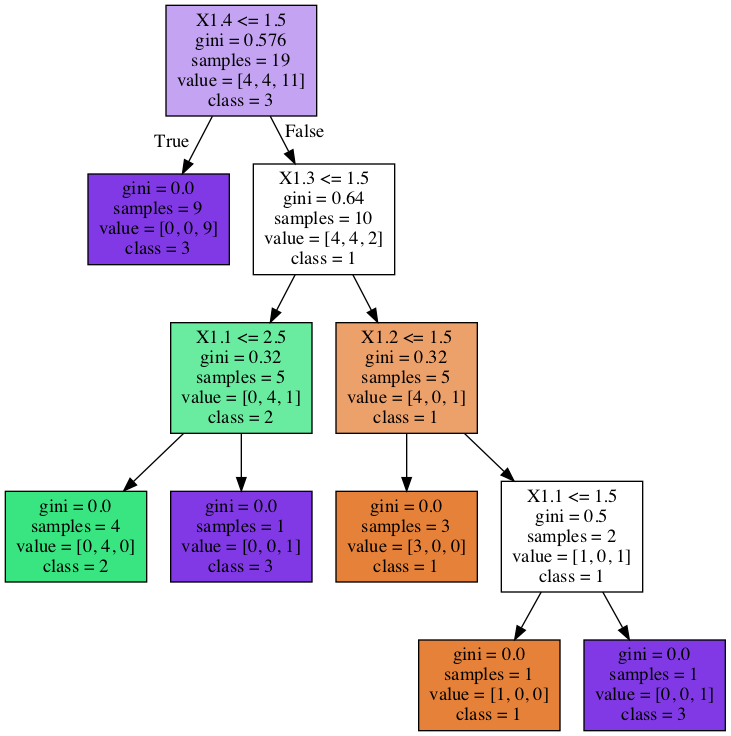 X1.4 <= 1.5
gini = 0.576
samples = 19
value = [4, 4, 11]
class = 3
True
False
gini = 0.0
samples = 9
value = [0, 0, 9]
class = 3
X1.3 <= 1.5
gini = 0.64
samples = 10
value = [4, 4, 2]
class = 1
X1.1 <= 2.5
gini = 0.32
samples = 5
value = [0, 4, 1]
class = 2
X1.2 <= 1.5
gini = 0.32
samples = 5
value = [4, 0, 1]
class = 1
gini = 0.0
samples = 4
value = [0, 4, 0]
class = 2
gini = 0.0
samples = 1
value = [0, 0, 1]
class = 3
gini = 0.0
samples = 3
value = [3, 0, 0]
class = 1
X1.1 <= 1.5
gini = 0.5
samples = 2
value = [1, 0, 1]
class = 1
gini = 0.0
samples = 1
value = [1, 0, 0]
class = 1
gini = 0.0
samples = 1
value = [0, 0, 1]
class = 3